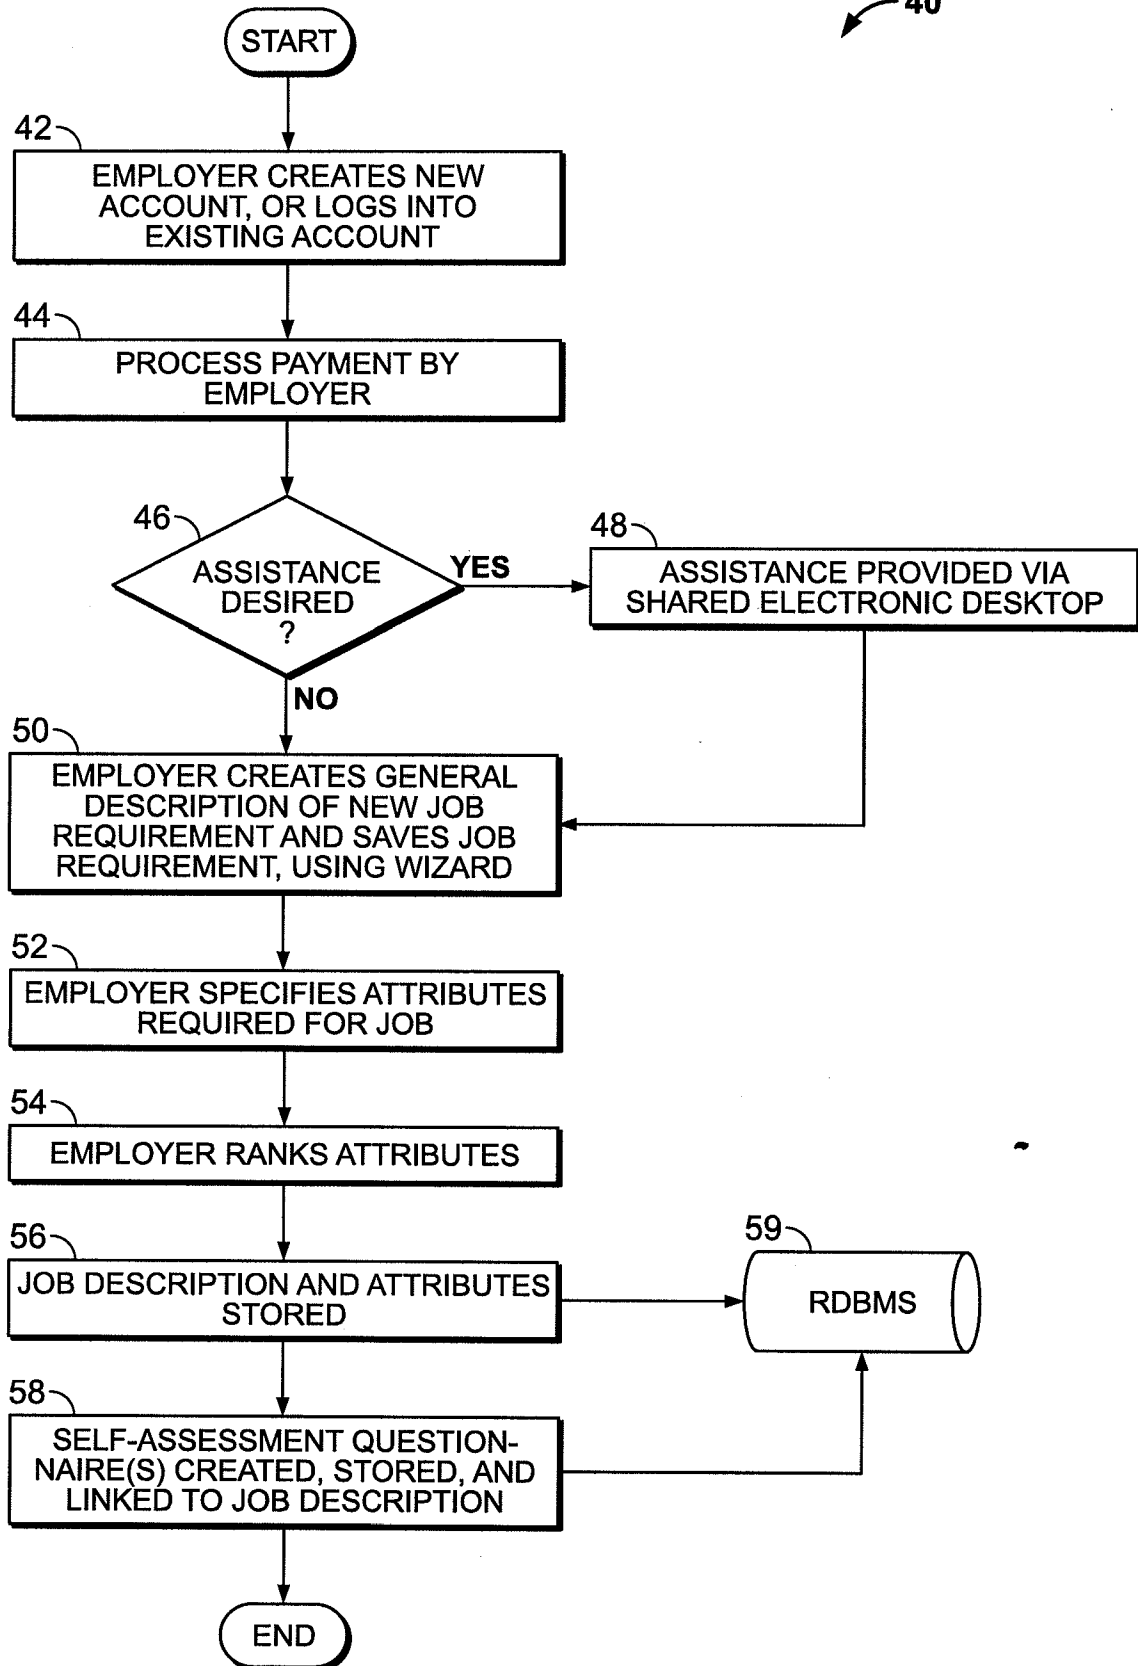 40
START
42
EMPLOYER CREATES NEW
ACCOUNT, OR LOGS INTO
EXISTING ACCOUNT
44
PROCESS PAYMENT BY
EMPLOYER
46
ASSISTANCE
DESIRED
?
YES
48
ASSISTANCE PROVIDED VIA
SHARED ELECTRONIC DESKTOP
NO
50
EMPLOYER CREATES GENERAL
DESCRIPTION OF NEW JOB
REQUIREMENT AND SAVES JOB
REQUIREMENT, USING WIZARD
52
EMPLOYER SPECIFIES ATTRIBUTES
REQUIRED FOR JOB
54
EMPLOYER RANKS ATTRIBUTES
56
JOB DESCRIPTION AND ATTRIBUTES
STORED
59
RDBMS
58
SELF-ASSESSMENT QUESTION-
NAIRE(S) CREATED, STORED, AND
LINKED TO JOB DESCRIPTION
END